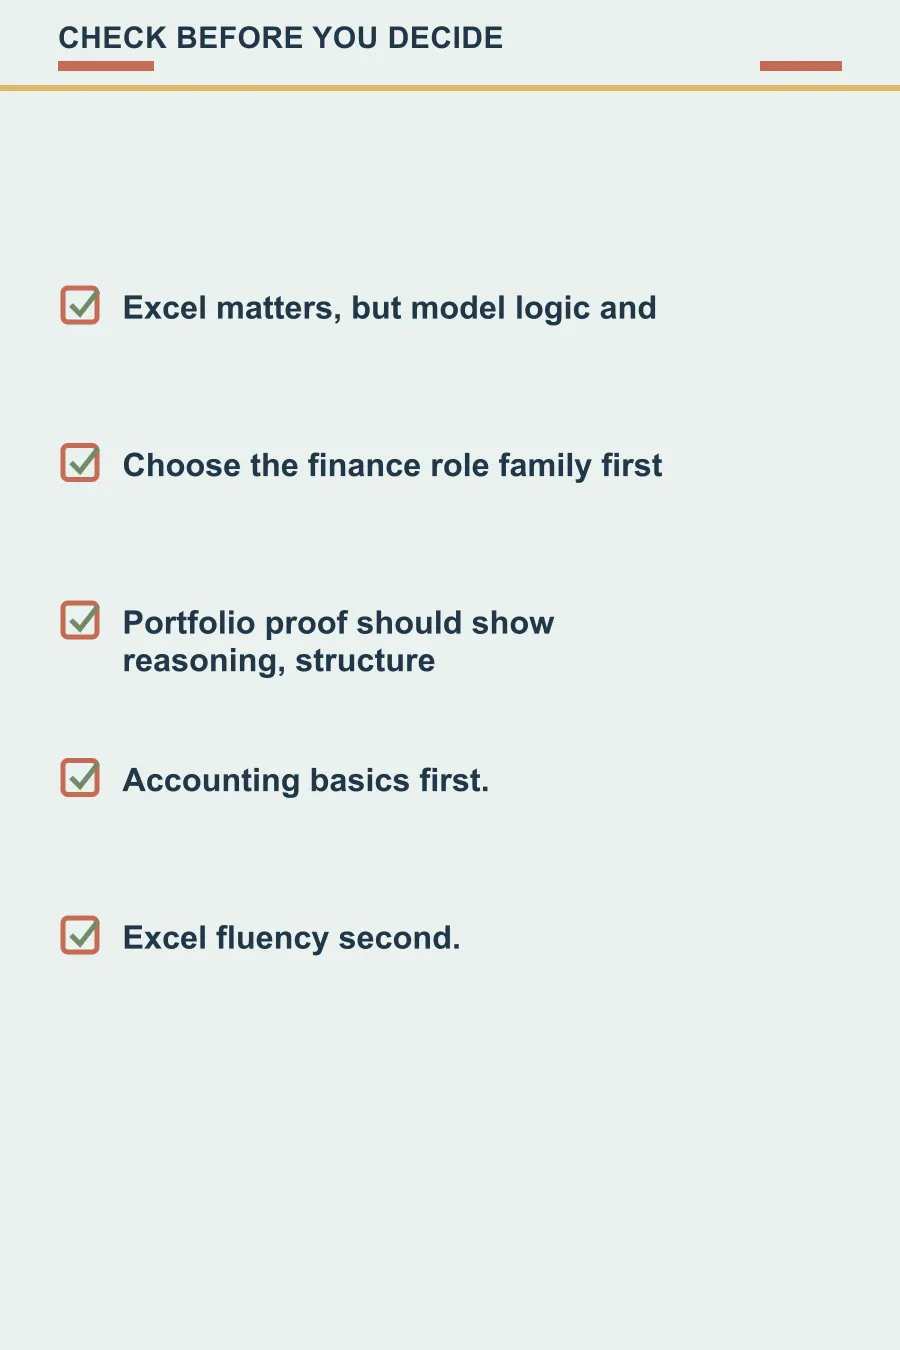 CHECK BEFORE YOU DECIDE
Excel matters, but model logic and
Choose the finance role family first
Portfolio proof should show
reasoning, structure
Accounting basics first.
Excel fluency second.